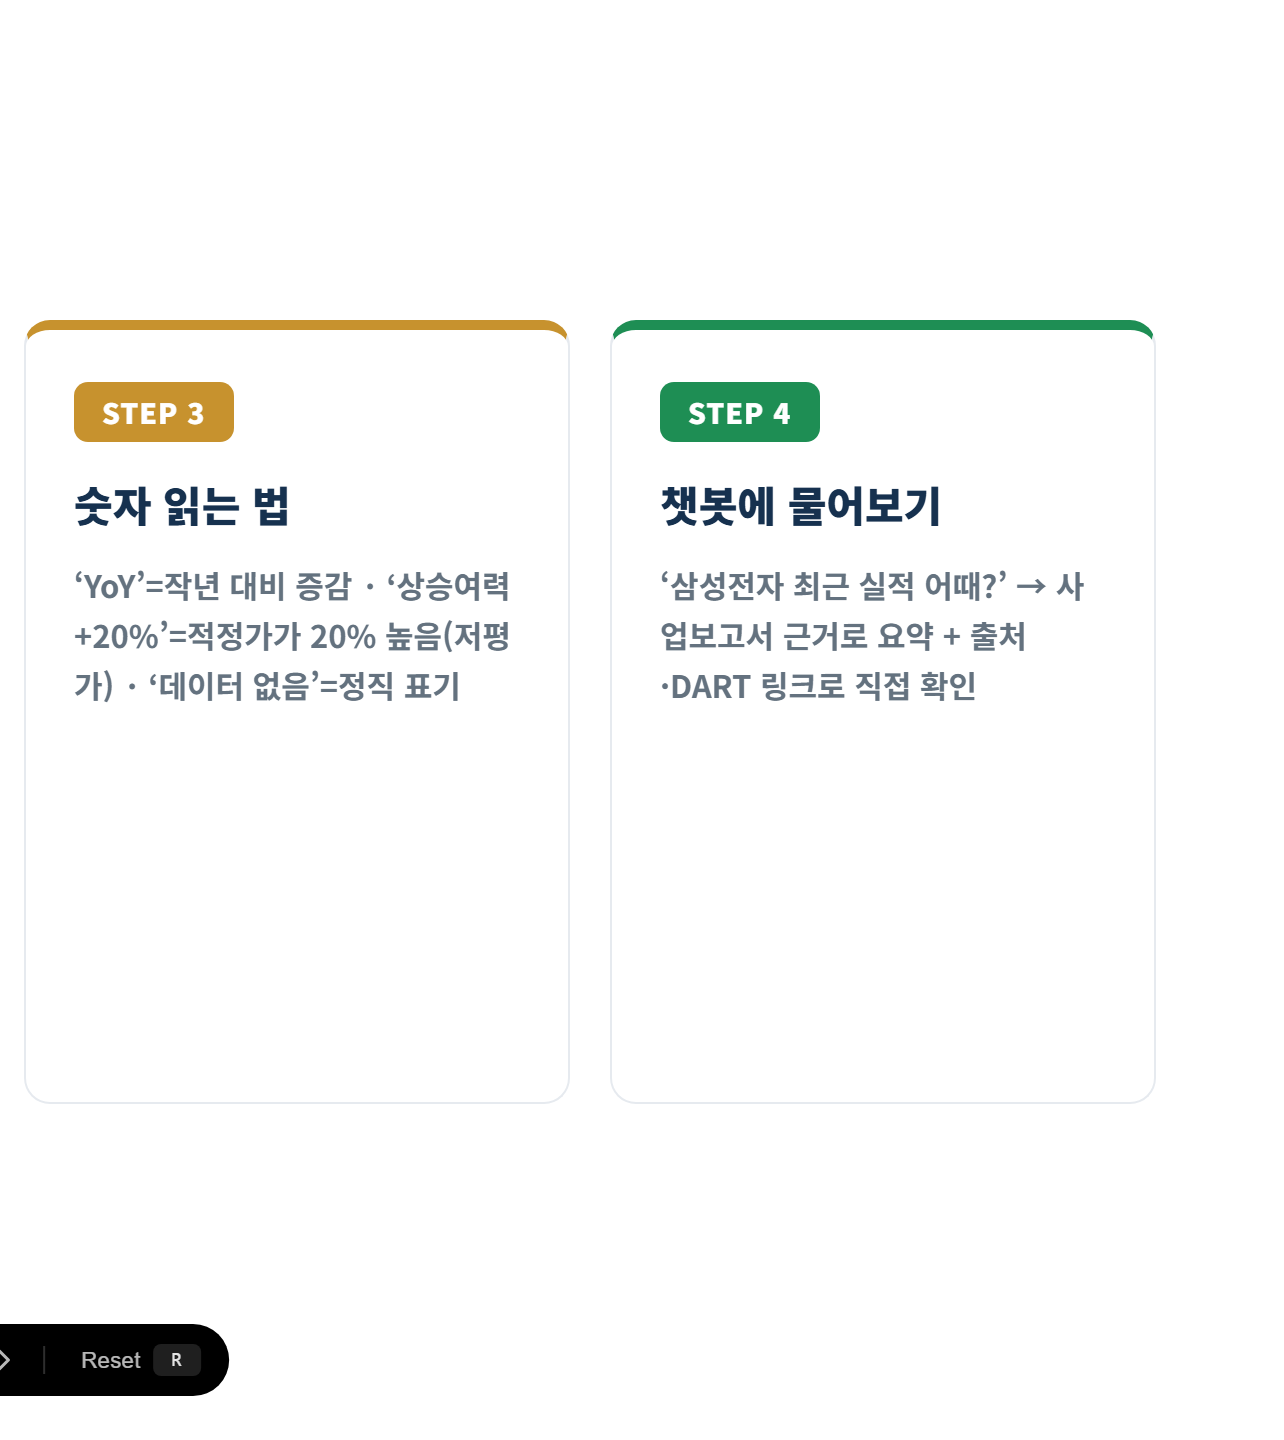 STEP 3
숫자 읽는 법
‘YoY’=작년 대비 증감 · ‘상승여력
+20%’=적정가가 20% 높음(저평
가) · ‘데이터 없음’=정직 표기
STEP 4
챗봇에 물어보기
‘삼성전자 최근 실적 어때?’ → 사
업보고서 근거로 요약 + 출처
·DART 링크로 직접 확인
Reset R